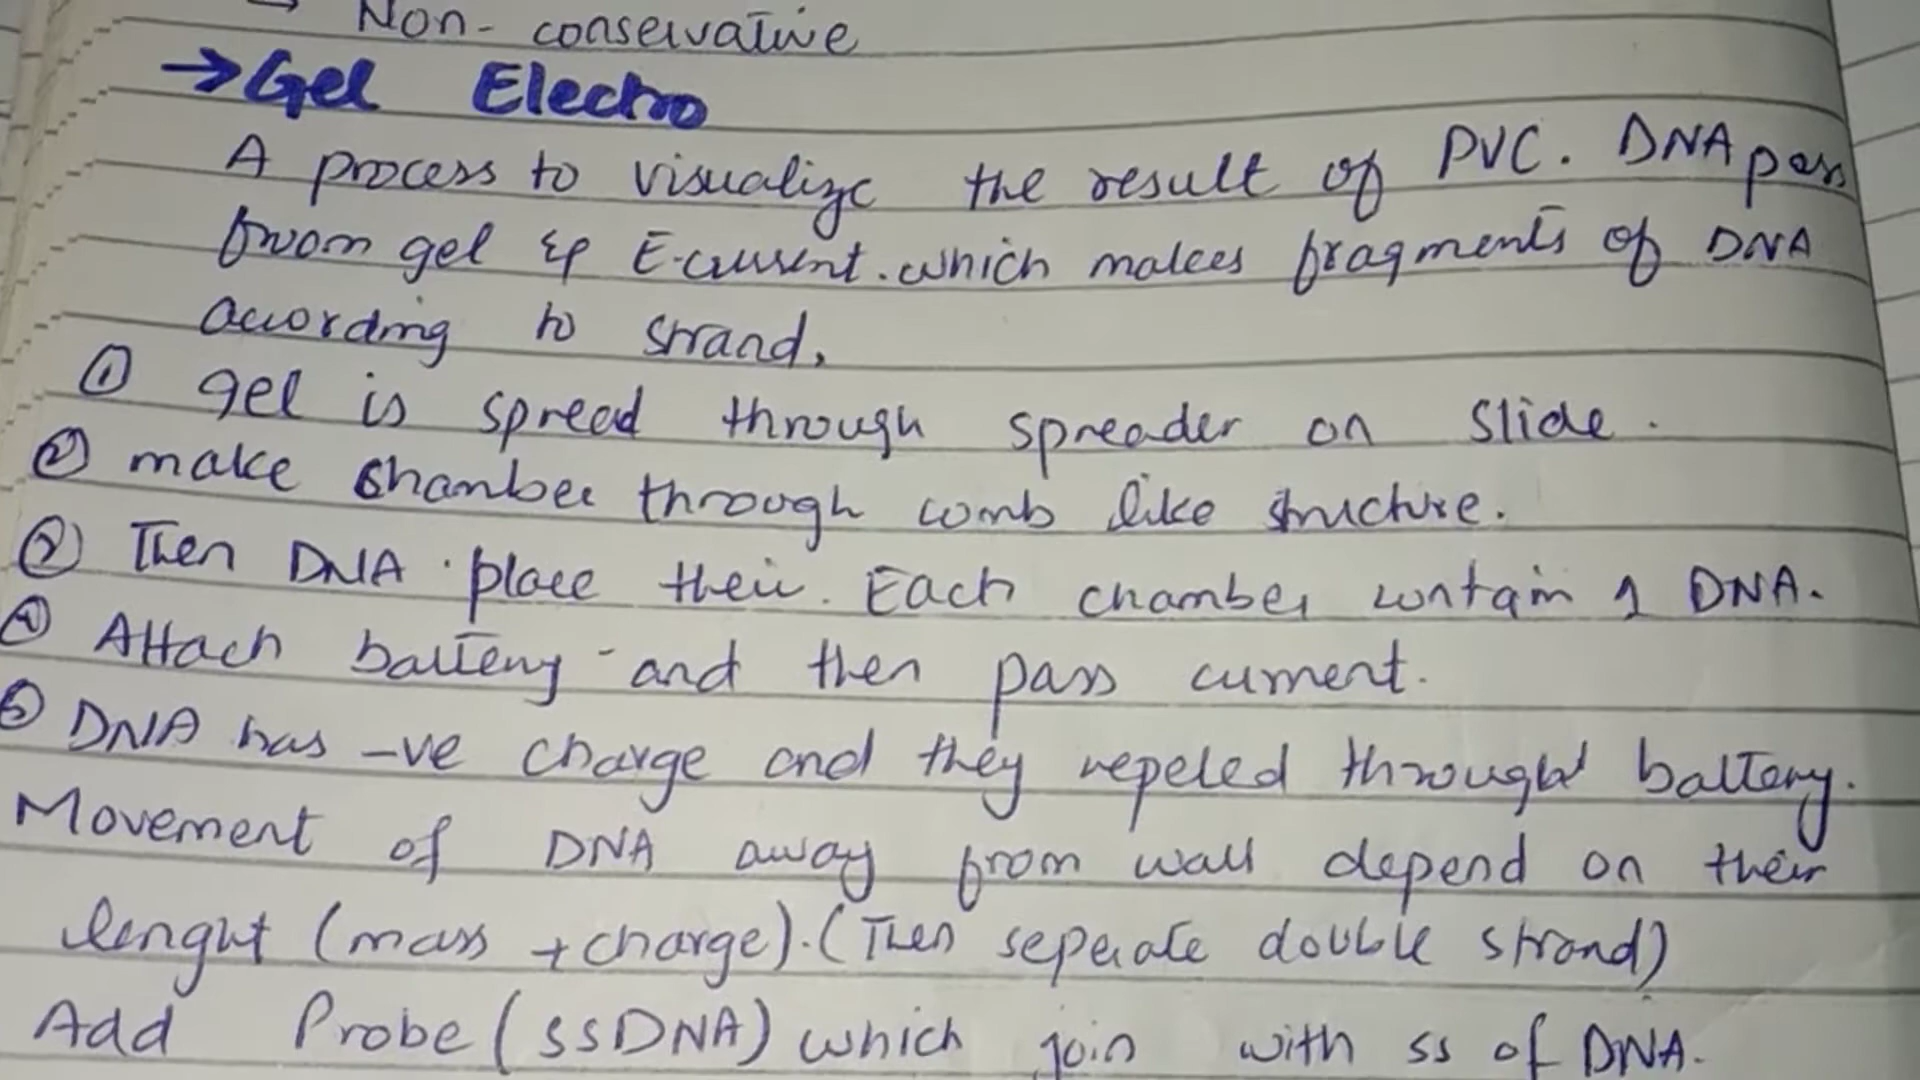 → Non- conservative
→ Gel Electro
A process to visualize the result of PVC. DNA pass
from gel & E-current. which makes fragments of DNA
according to strand,
① gel is spread through spreader on slide.
② make chamber through comb like structure.
③ Then DNA place their. Each chamber contain 1 DNA.
④ Attach battery - and then pass current.
⑤ DNA has -ve charge and they repeled through battery.
Movement of DNA away from wall depend on their
lenght (mass + charge). (Then seperate double strand)
Add Probe (ssDNA) which join with ss of DNA.